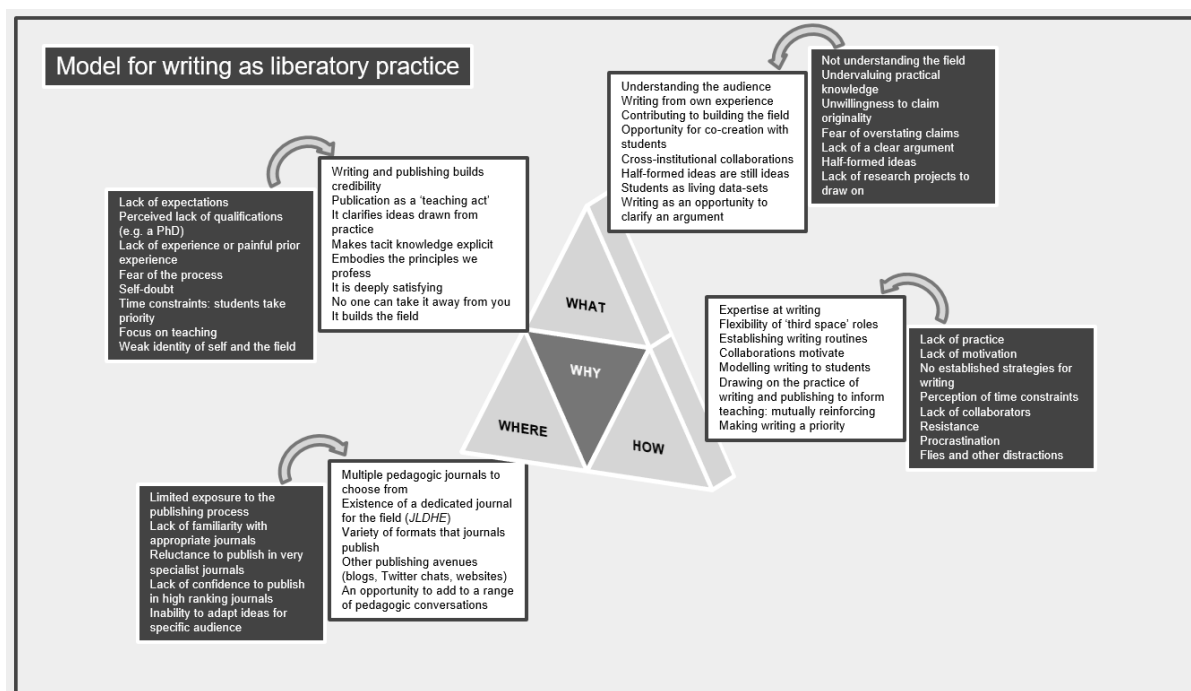 Model for writing as liberatory practice
Lack of expectations
Perceived lack of qualifications
(e.g. a PhD)
Lack of experience or painful prior
experience
Fear of the process
Self-doubt
Time constraints: students take
priority
Focus on teaching
Weak identity of self and the field
Writing and publishing builds
credibility
Publication as a ‘teaching act’
It clarifies ideas drawn from
practice
Makes tacit knowledge explicit
Embodies the principles we
profess
It is deeply satisfying
No one can take it away from you
It builds the field
Understanding the audience
Writing from own experience
Contributing to building the field
Opportunity for co-creation with
students
Cross-institutional collaborations
Half-formed ideas are still ideas
Students as living data-sets
Writing as an opportunity to
clarify an argument
Not understanding the field
Undervaluing practical
knowledge
Unwillingness to claim
originality
Fear of overstating claims
Lack of a clear argument
Half-formed ideas
Lack of research projects to
draw on
WHAT
WHY
WHERE
HOW
Expertise at writing
Flexibility of ‘third space’ roles
Establishing writing routines
Collaborations motivate
Modelling writing to students
Drawing on the practice of
writing and publishing to inform
teaching: mutually reinforcing
Making writing a priority
Lack of practice
Lack of motivation
No established strategies for
writing
Perception of time constraints
Lack of collaborators
Resistance
Procrastination
Flies and other distractions
Limited exposure to the
publishing process
Lack of familiarity with
appropriate journals
Reluctance to publish in very
specialist journals
Lack of confidence to publish
in high ranking journals
Inability to adapt ideas for
specific audience
Multiple pedagogic journals to
choose from
Existence of a dedicated journal
for the field (JLDHE)
Variety of formats that journals
publish
Other publishing avenues
(blogs, Twitter chats, websites)
An opportunity to add to a range
of pedagogic conversations